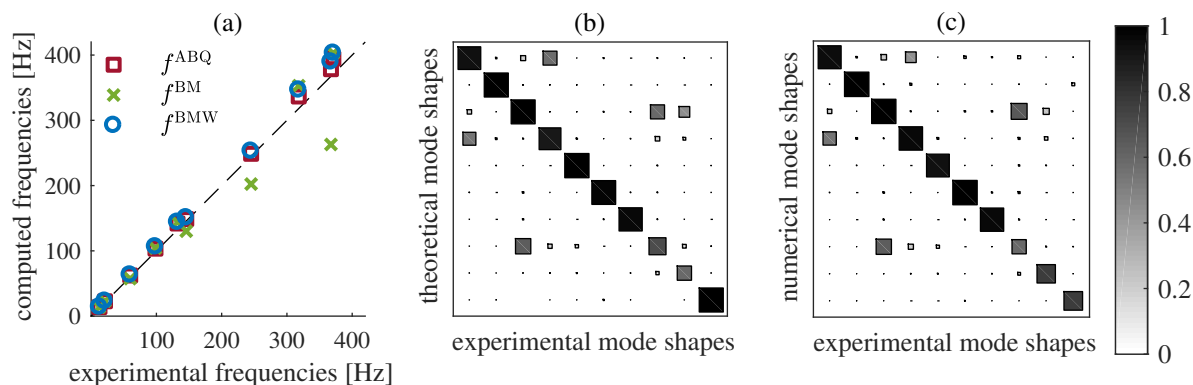 (a)
computed frequencies [Hz]
400
300
200
100
0
f^ABQ
f^BM
f^BMW
100
200
300
400
experimental frequencies [Hz]
(b)
theoretical mode shapes
experimental mode shapes
(c)
numerical mode shapes
experimental mode shapes
1
0.8
0.6
0.4
0.2
0